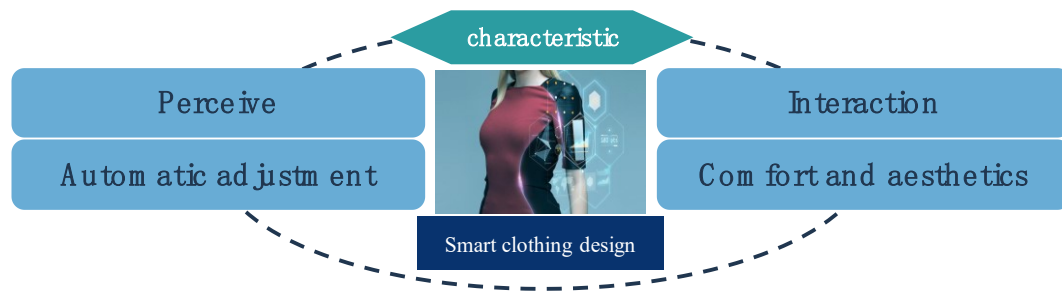 characteristic
Perceive
Interaction
Automatic adjustment
Comfort and aesthetics
Smart clothing design